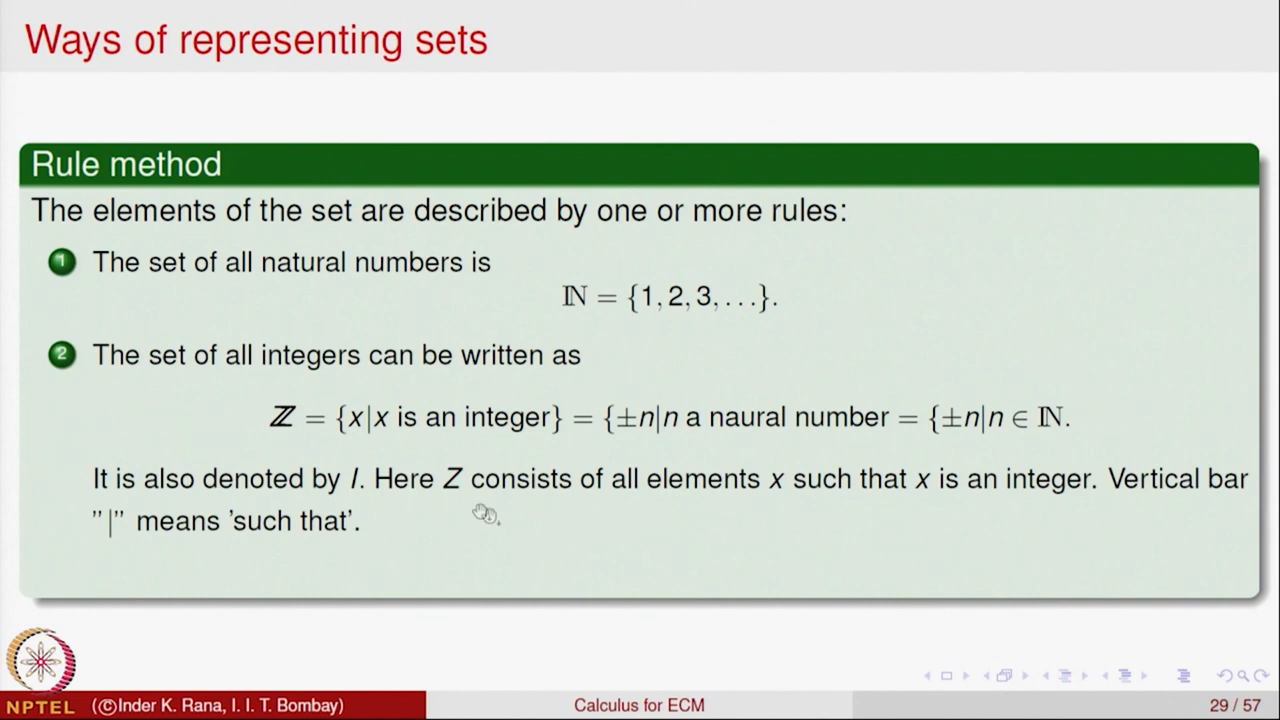 Ways of representing sets
Rule method
The elements of the set are described by one or more rules:
1 The set of all natural numbers is
ℕ = {1, 2, 3, . . .}.
2 The set of all integers can be written as
ℤ = {x|x is an integer} = {±n|n a naural number = {±n|n ∈ ℕ.
It is also denoted by I. Here Z consists of all elements x such that x is an integer. Vertical bar
"|" means 'such that'.
NPTEL (©Inder K. Rana, I. I. T. Bombay) Calculus for ECM 29 / 57